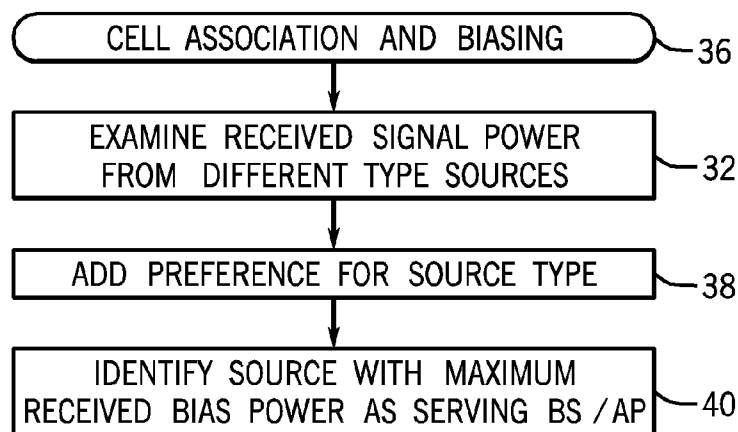 CELL ASSOCIATION AND BIASING
36
EXAMINE RECEIVED SIGNAL POWER
FROM DIFFERENT TYPE SOURCES
32
ADD PREFERENCE FOR SOURCE TYPE
38
IDENTIFY SOURCE WITH MAXIMUM
RECEIVED BIAS POWER AS SERVING BS / AP
40